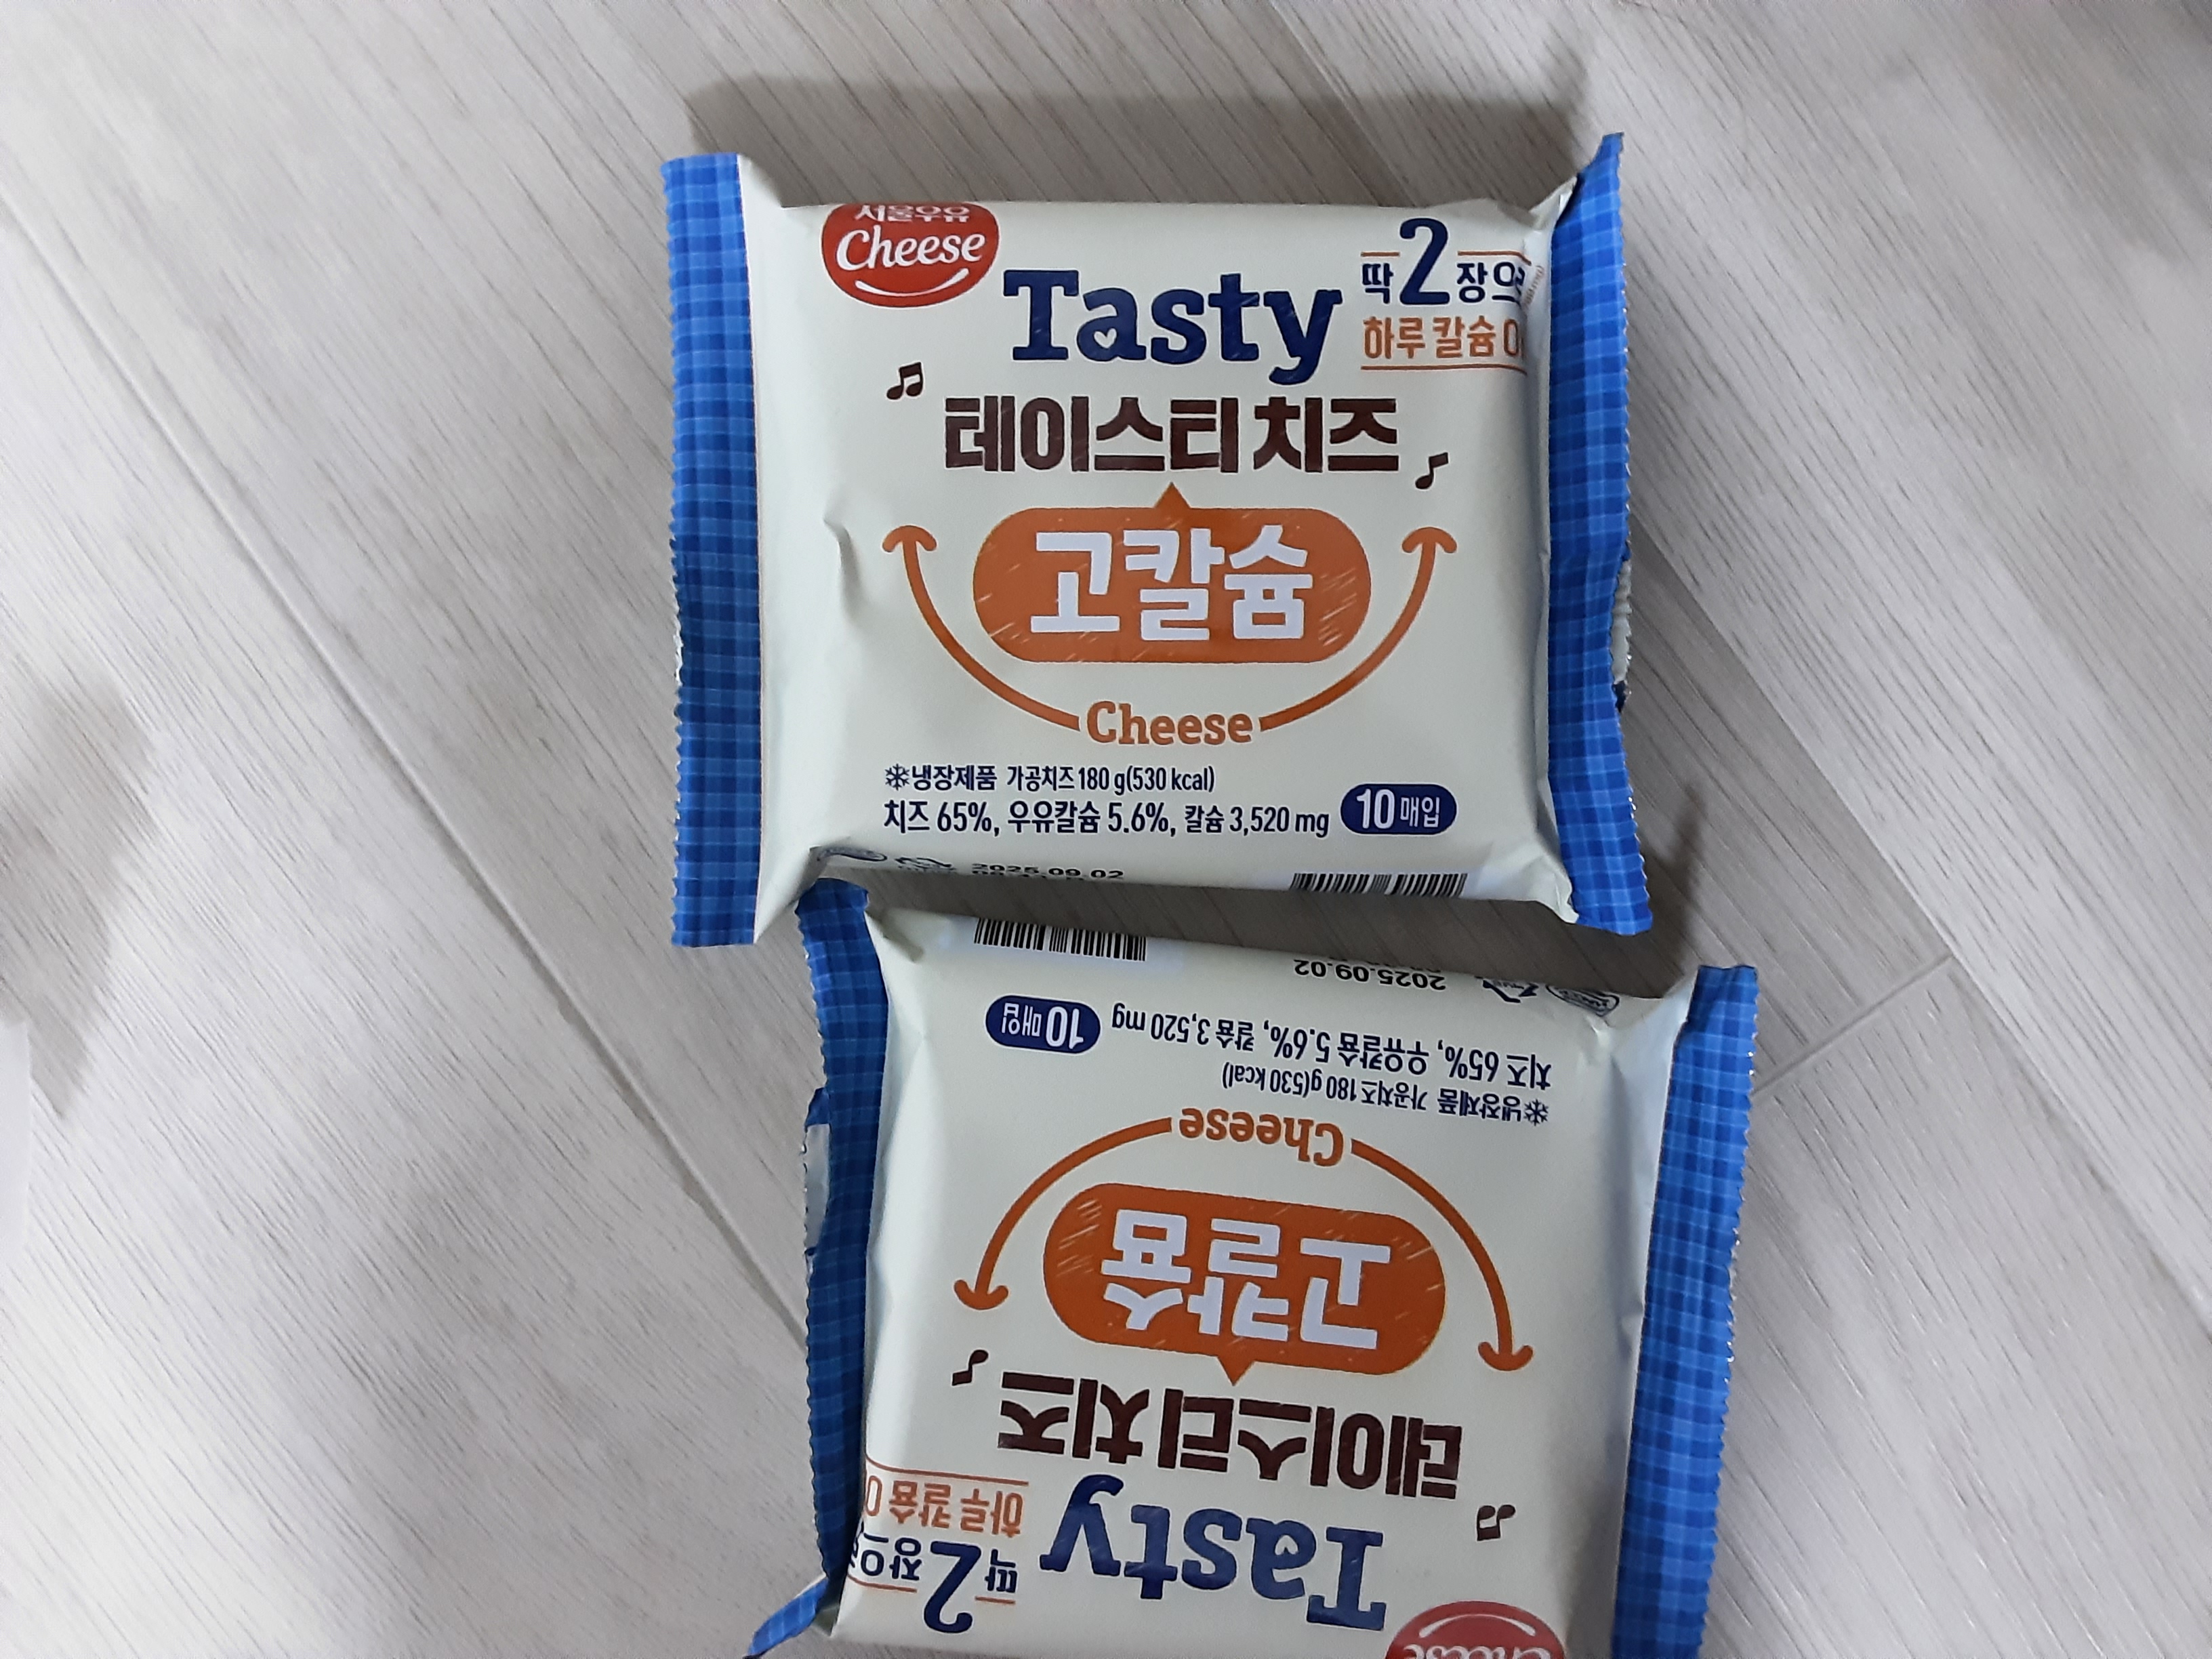 서울우유
Cheese
Tasty
딱 2 장으로
하루 칼슘
테이스티 치즈
고칼슘
Cheese
냉장제품 가공치즈 180 g(530 kcal)
치즈 65%, 우유칼슘 5.6%, 칼슘 3,520 mg 10매입
2025.09.02
Cheese
Tasty
딱 2
하루 칼슘
테이스티 치즈
고칼슘
Cheese
냉장제품 가공치즈 180 g(530 kcal)
치즈 65%, 우유칼슘 5.6%, 칼슘 3,520 mg 10매입
2025.09.02